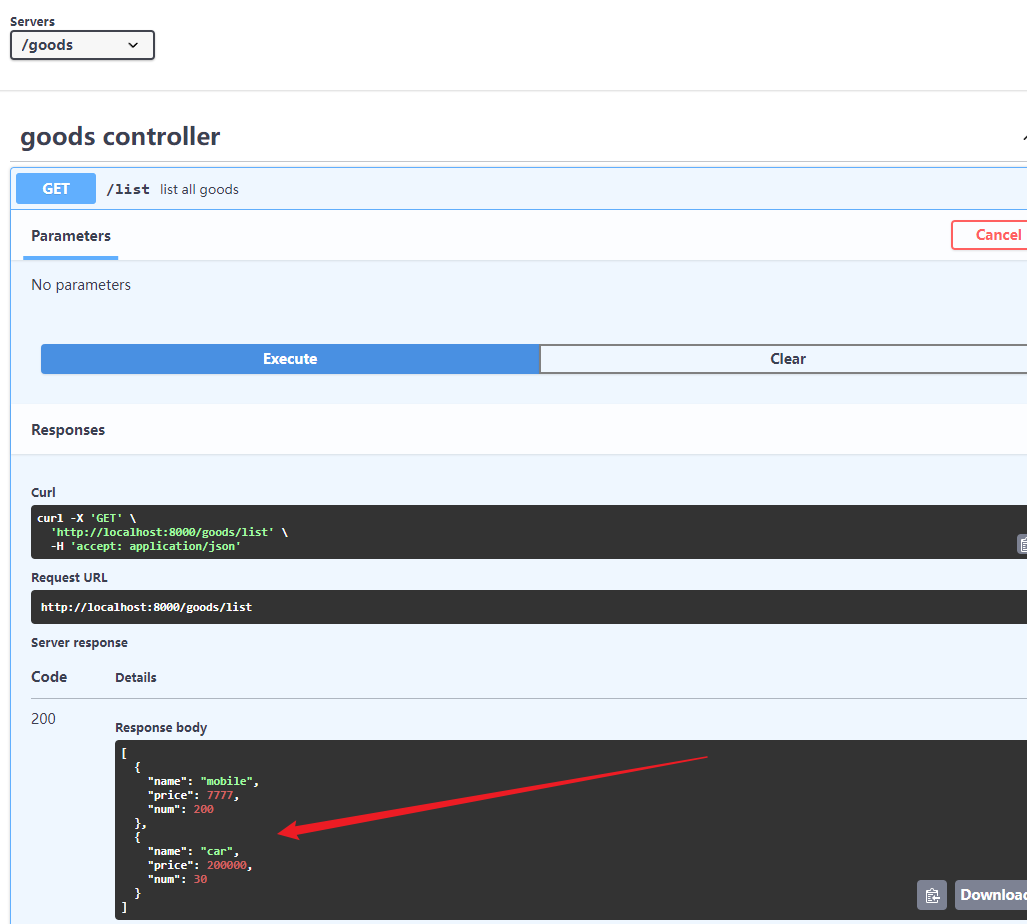 Servers
/goods
goods controller
GET /list list all goods
Parameters
Cancel
No parameters
Execute
Clear
Responses
Curl
curl -X 'GET' \
  'http://localhost:8000/goods/list' \
  -H 'accept: application/json'
Request URL
http://localhost:8000/goods/list
Server response
Code Details
200
Response body
[
  {
    "name": "mobile",
    "price": 7777,
    "num": 200
  },
  {
    "name": "car",
    "price": 200000,
    "num": 30
  }
]
Download